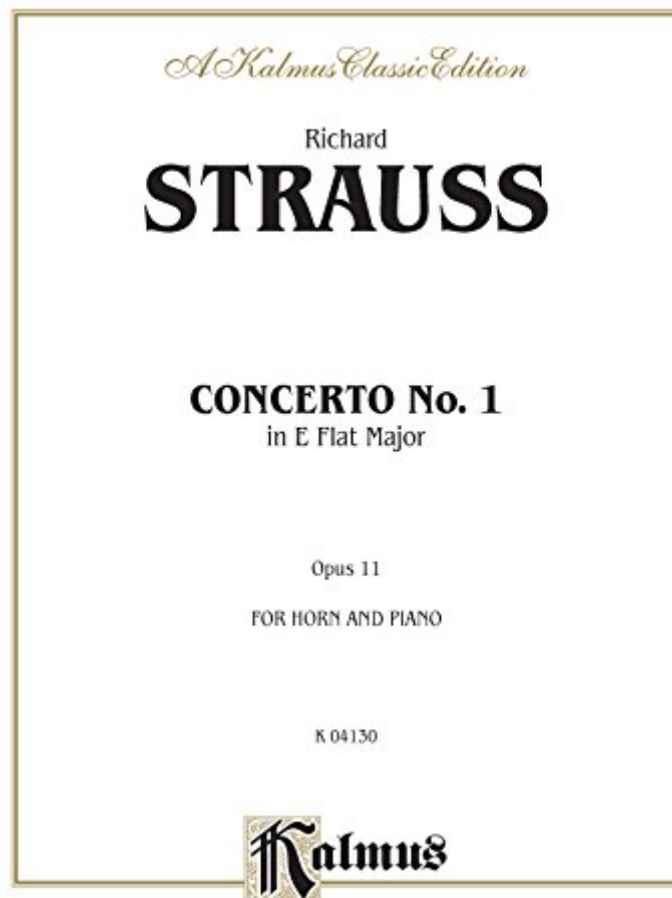 A Kalmus Classic Edition
Richard
STRAUSS
CONCERTO No. 1
in E Flat Major
Opus 11
FOR HORN AND PIANO
K 04130
Kalmus